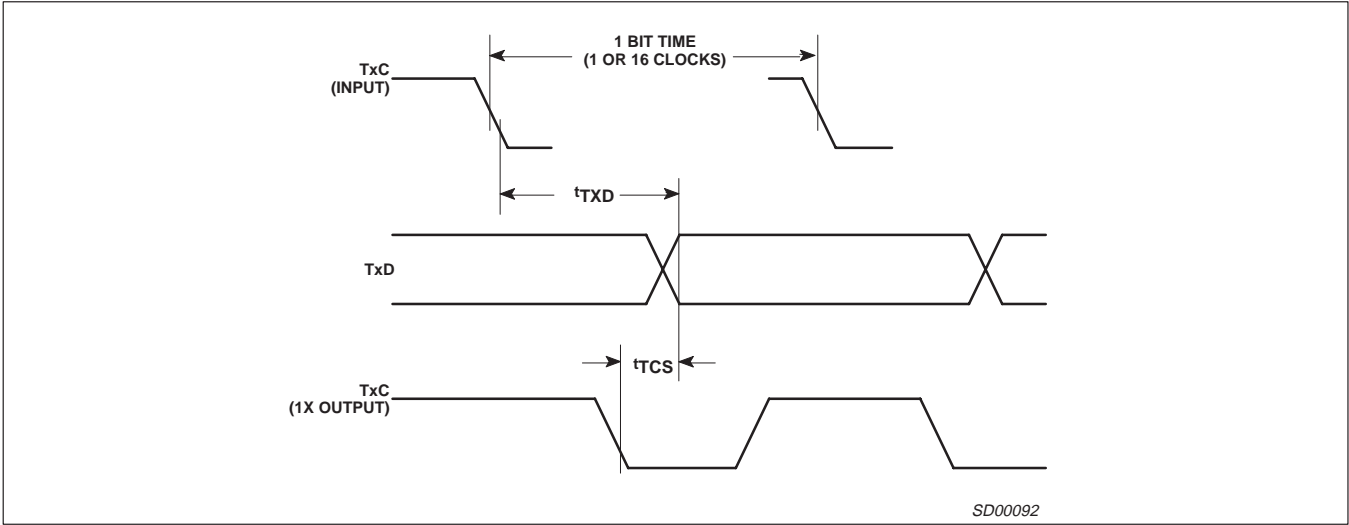 1 BIT TIME
(1 OR 16 CLOCKS)
TxC
(INPUT)
tTXD
TxD
tTCS
TxC
(1X OUTPUT)
SD00092